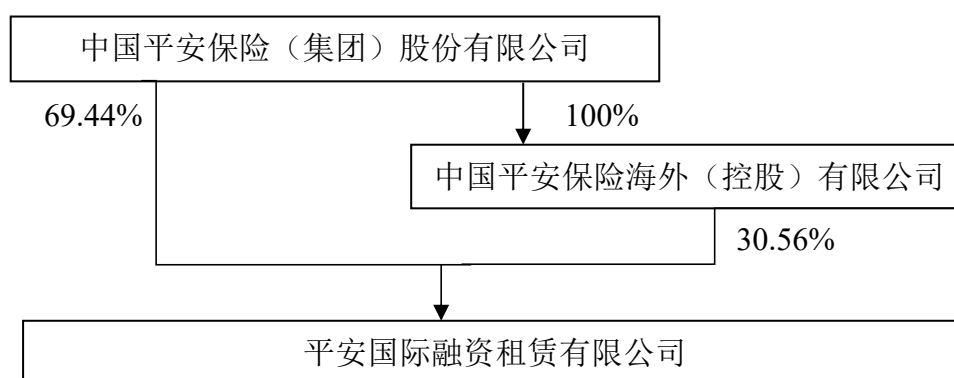 中国平安保险（集团）股份有限公司
69.44%
100%
中国平安保险海外（控股）有限公司
30.56%
平安国际融资租赁有限公司